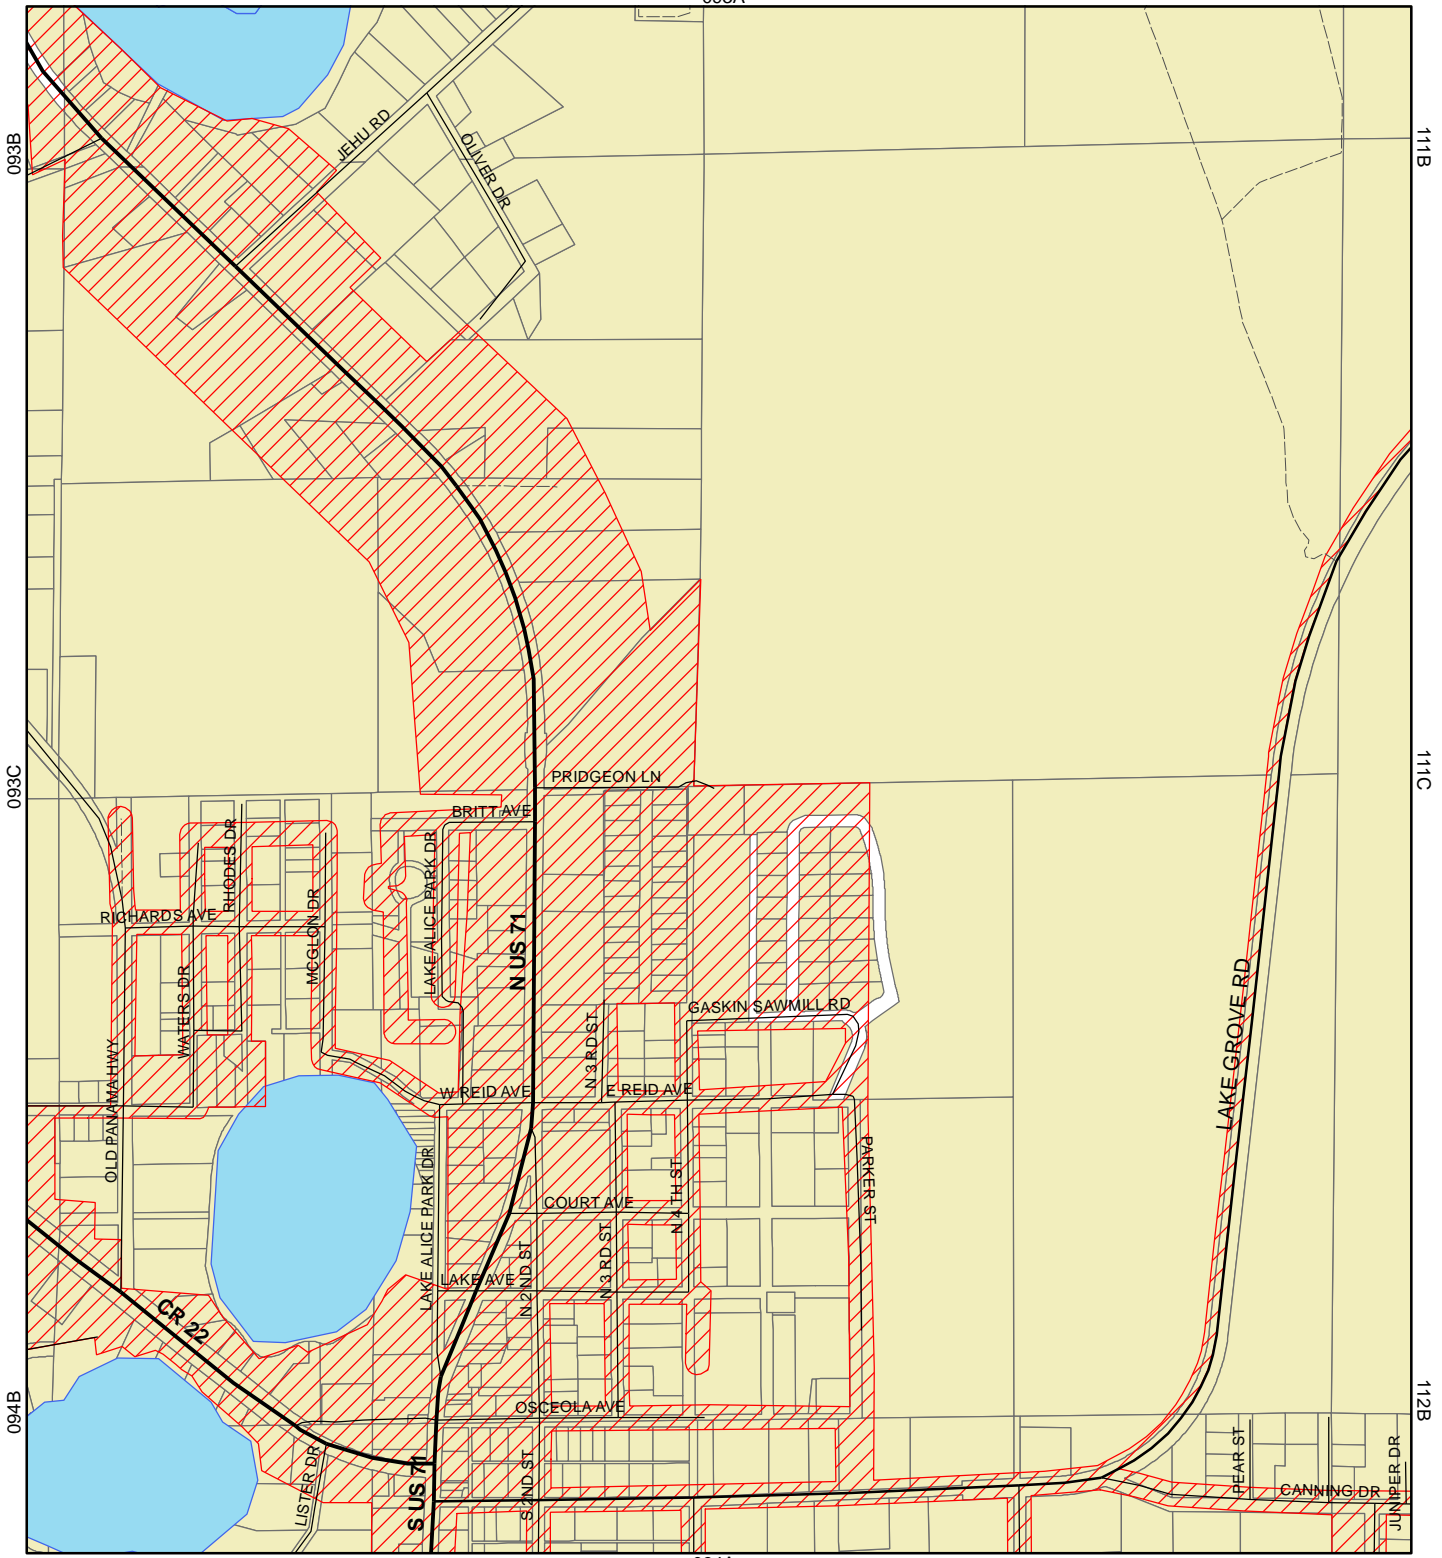 093B
111B
JEHU RD
OLIVER DR
093C
111C
PRIDGEON LN
BRITT AVE
RHODES DR
LAKE ALICE PARK DR
RICHARDS AVE
MCGLON DR
N US 71
WATERS DR
GASKIN SAWMILL RD
LAKE GROVE RD
N 3 RD ST
OLD PANAMA HWY
W REID AVE
E REID AVE
PARKER ST
LAKE ALICE PARK DR
COURT AVE
N 4 TH ST
N 2 ND ST
N 3 RD ST
LAKE AVE
CR 22
094B
112B
OSCEOLA AVE
LISTER DR
S US 71
S 2ND ST
PEAR ST
CANNING DR
JUNIPER DR